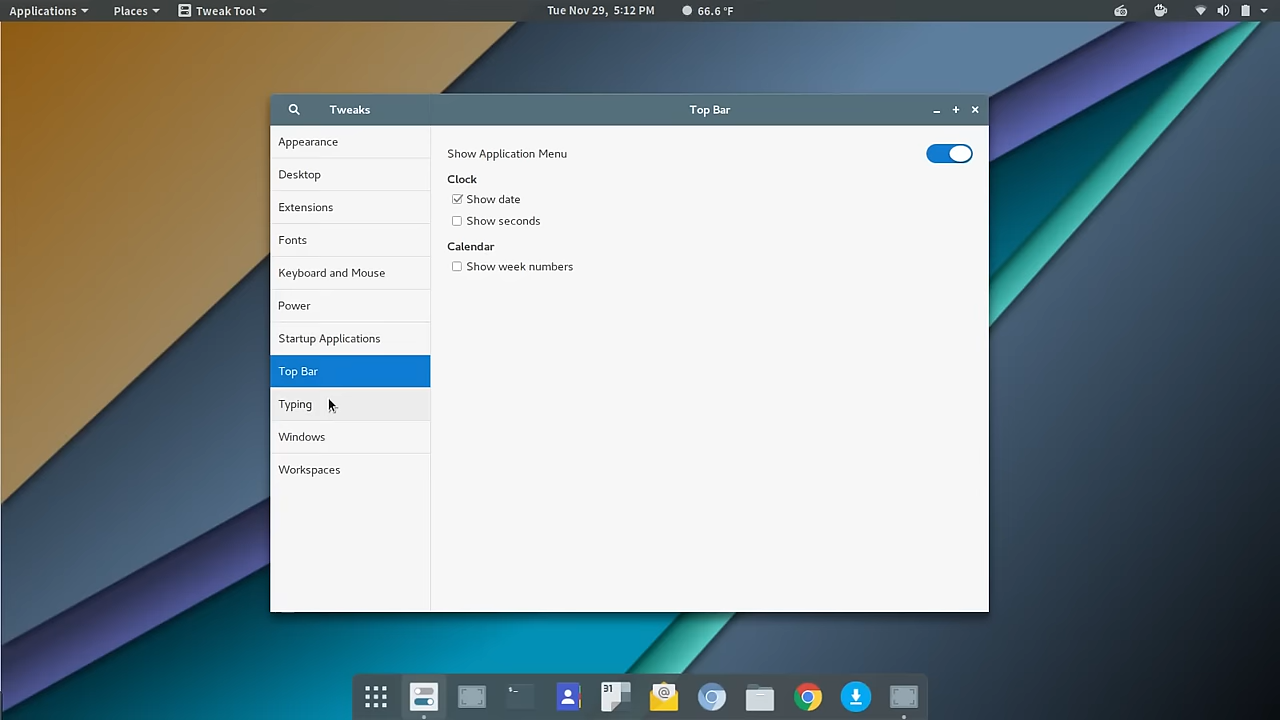 Applications Places Tweak Tool Tue Nov 29, 5:12 PM 66.6 °F
Tweaks Top Bar
Appearance
Desktop
Extensions
Fonts
Keyboard and Mouse
Power
Startup Applications
Top Bar
Typing
Windows
Workspaces
Show Application Menu
Clock
Show date
Show seconds
Calendar
Show week numbers
$_ 31 @